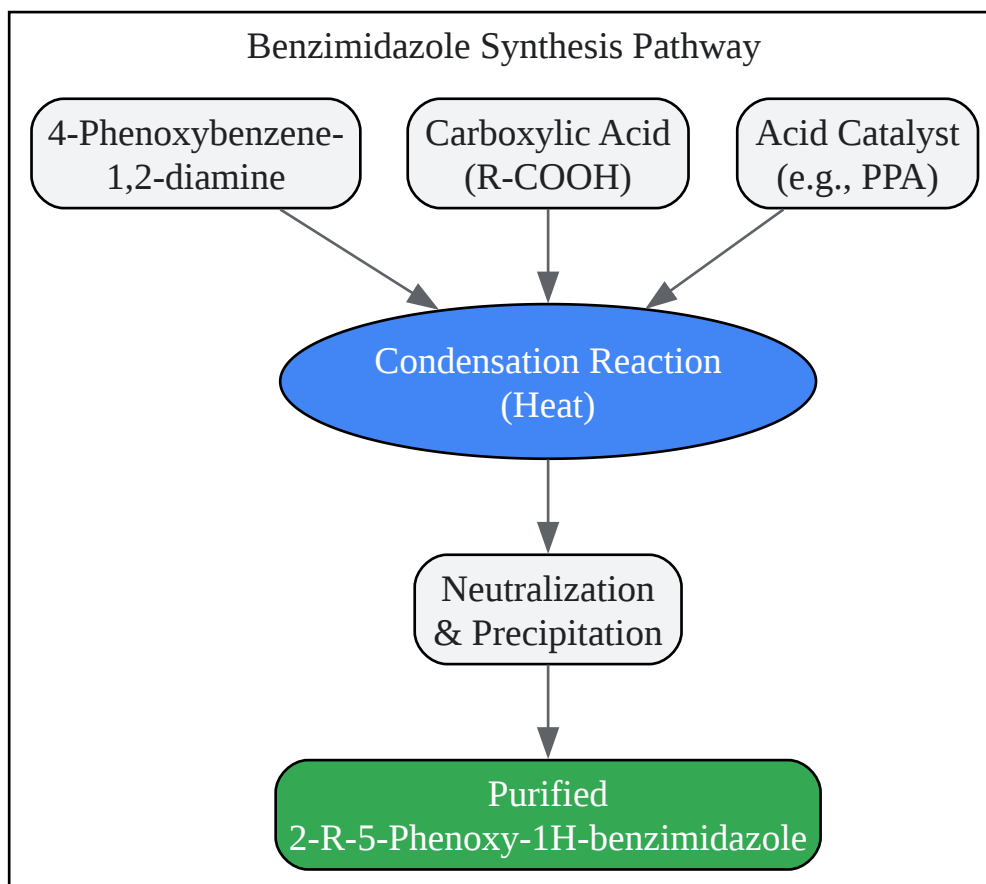 Benzimidazole Synthesis Pathway
4-Phenoxybenzene-
1,2-diamine
Carboxylic Acid
(R-COOH)
Acid Catalyst
(e.g., PPA)
Condensation Reaction
(Heat)
Neutralization
& Precipitation
Purified
2-R-5-Phenoxy-1H-benzimidazole